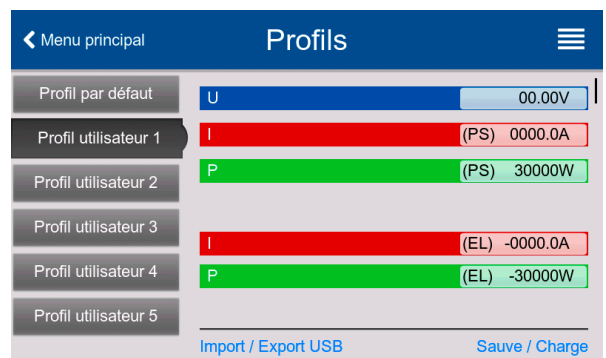 Menu principal
Profils
Profil par défaut
Profil utilisateur 1
Profil utilisateur 2
Profil utilisateur 3
Profil utilisateur 4
Profil utilisateur 5
U 00.00V
I (PS) 0000.0A
P (PS) 30000W
I (EL) -0000.0A
P (EL) -30000W
Import / Export USB
Sauve / Charge